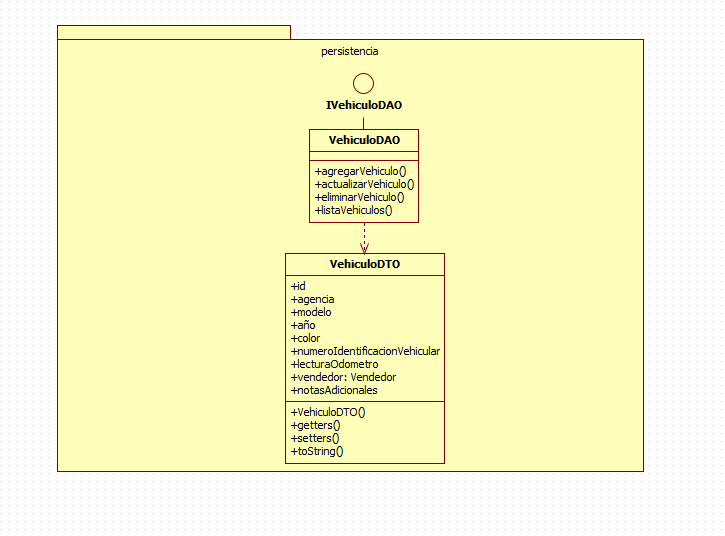 persistencia
IVehiculoDAO
VehiculoDAO
+agregarVehiculo()
+actualizarVehiculo()
+eliminarVehiculo()
+listaVehiculos()
VehiculoDTO
+id
+agencia
+modelo
+año
+color
+numeroIdentificacionVehicular
+lecturaOdometro
+vendedor: Vendedor
+notasAdicionales
+VehiculoDTO()
+getters()
+setters()
+toString()